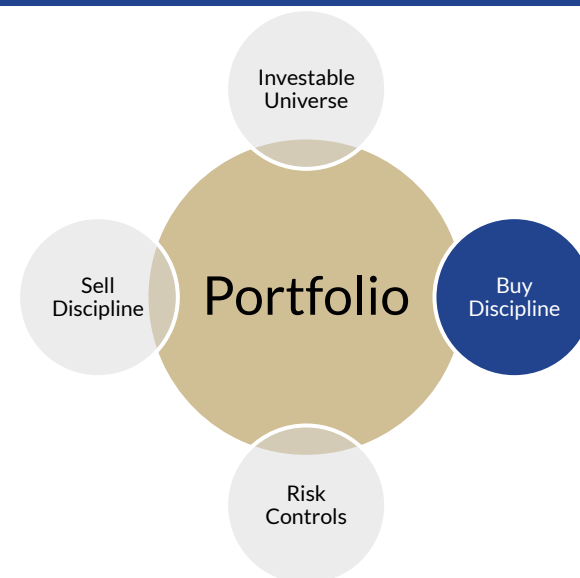 Investable
Universe
Sell
Discipline
Portfolio
Buy
Discipline
Risk
Controls